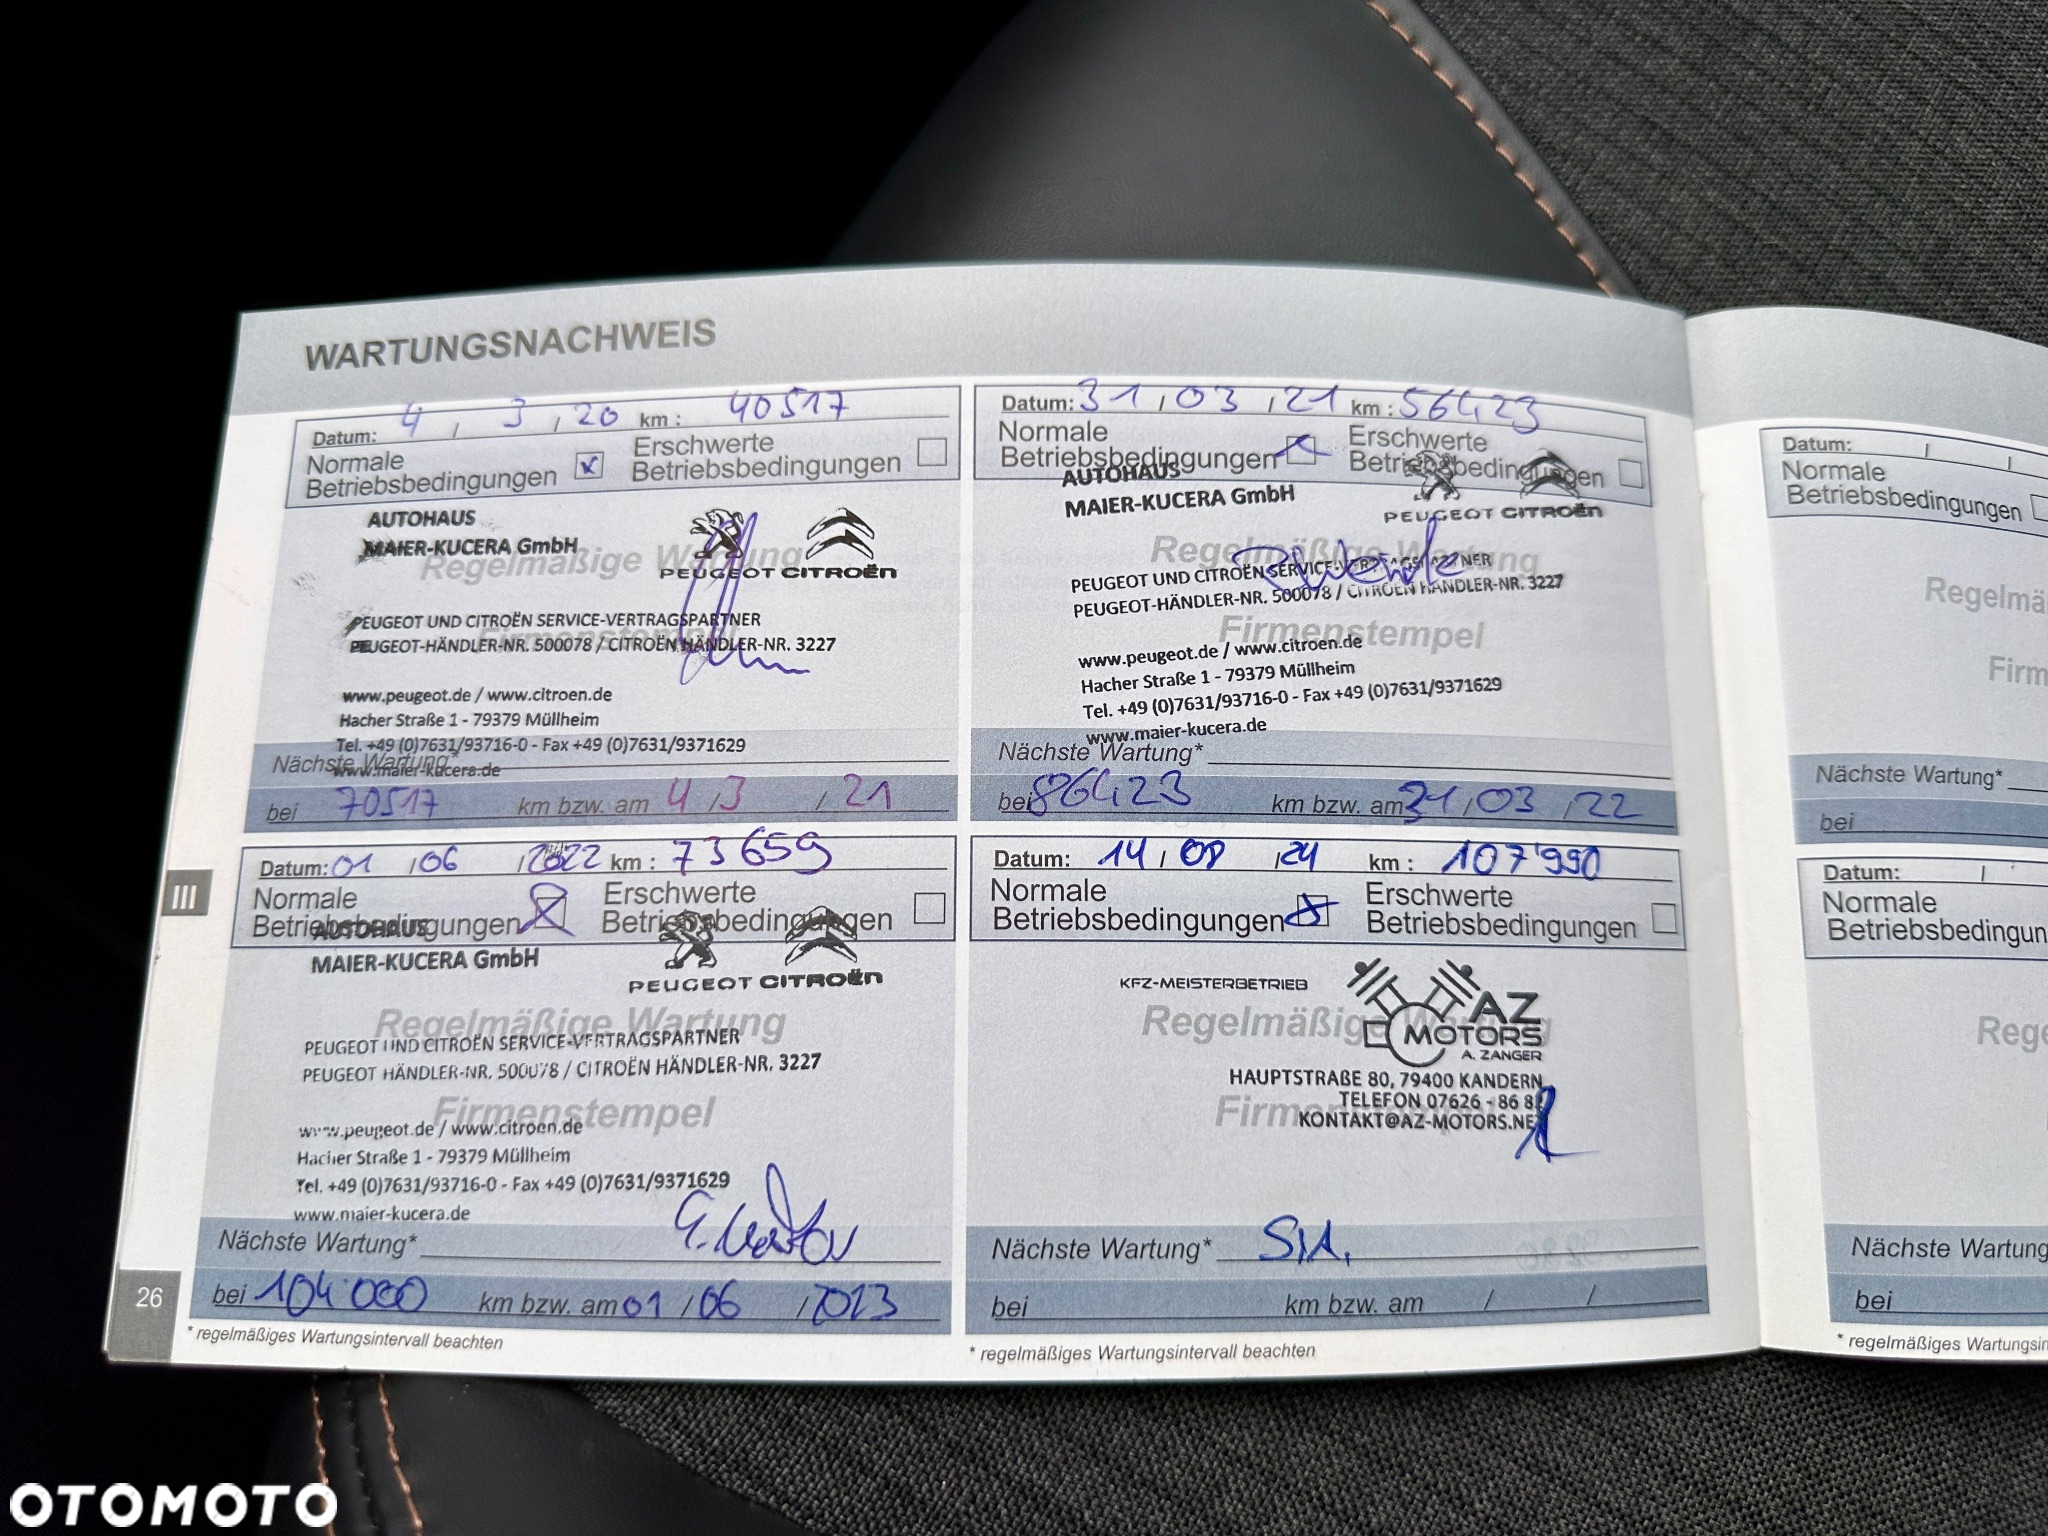 WARTUNGSNACHWEIS
Datum: 4 / 3 / 20 km : 40517
Normale
Betriebsbedingungen x
Erschwerte
Betriebsbedingungen
AUTOHAUS
MAIER-KUCERA GmbH
PEUGEOT CITROËN
Regelmäßige Wartung
PEUGEOT UND CITROËN SERVICE-VERTRAGSPARTNER
PEUGEOT-HÄNDLER-NR. 500078 / CITROËN HÄNDLER-NR. 3227
Firmenstempel
www.peugeot.de / www.citroen.de
Hacher Straße 1 - 79379 Müllheim
Tel. +49 (0)7631/93716-0 - Fax +49 (0)7631/9371629
www.maier-kucera.de
Nächste Wartung*
bei 70517 km bzw. am 4 / 3 / 21
Datum: 31 / 03 / 21 km : 56423
Normale
Betriebsbedingungen
Erschwerte
Betriebsbedingungen
AUTOHAUS
MAIER-KUCERA GmbH
PEUGEOT CITROËN
Regelmäßige Wartung
PEUGEOT UND CITROËN SERVICE-VERTRAGSPARTNER
PEUGEOT-HÄNDLER-NR. 500078 / CITROËN HÄNDLER-NR. 3227
Firmenstempel
www.peugeot.de / www.citroen.de
Hacher Straße 1 - 79379 Müllheim
Tel. +49 (0)7631/93716-0 - Fax +49 (0)7631/9371629
www.maier-kucera.de
Nächste Wartung*
bei 86423 km bzw. am 31 / 03 / 22
III
Datum: 01 / 06 / 2022 km : 73659
Normale
Betriebsbedingungen x
Erschwerte
Betriebsbedingungen
AUTOHAUS
MAIER-KUCERA GmbH
PEUGEOT CITROËN
Regelmäßige Wartung
PEUGEOT UND CITROËN SERVICE-VERTRAGSPARTNER
PEUGEOT HÄNDLER-NR. 500078 / CITROËN HÄNDLER-NR. 3227
Firmenstempel
www.peugeot.de / www.citroen.de
Hacher Straße 1 - 79379 Müllheim
Tel. +49 (0)7631/93716-0 - Fax +49 (0)7631/9371629
www.maier-kucera.de
Nächste Wartung*
bei 104000 km bzw. am 01 / 06 / 2023
* regelmäßiges Wartungsintervall beachten
26
Datum: 14 / 08 / 24 km : 107'990
Normale
Betriebsbedingungen x
Erschwerte
Betriebsbedingungen
KFZ-MEISTERBETRIEB
Regelmäßige Wartung
AZ
MOTORS
A. ZANGER
HAUPTSTRAßE 80, 79400 KANDERN
TELEFON 07626 - 86 8
Firmenstempel
KONTAKT@AZ-MOTORS.NET
Nächste Wartung* S.A.
bei km bzw. am / /
* regelmäßiges Wartungsintervall beachten
Datum: / /
Normale
Betriebsbedingungen
Regelmä
Firm
Nächste Wartung*
bei
Datum: /
Normale
Betriebsbedingun
Rege
Nächste Wartung
bei
* regelmäßiges Wartungsin
OTOMOTO